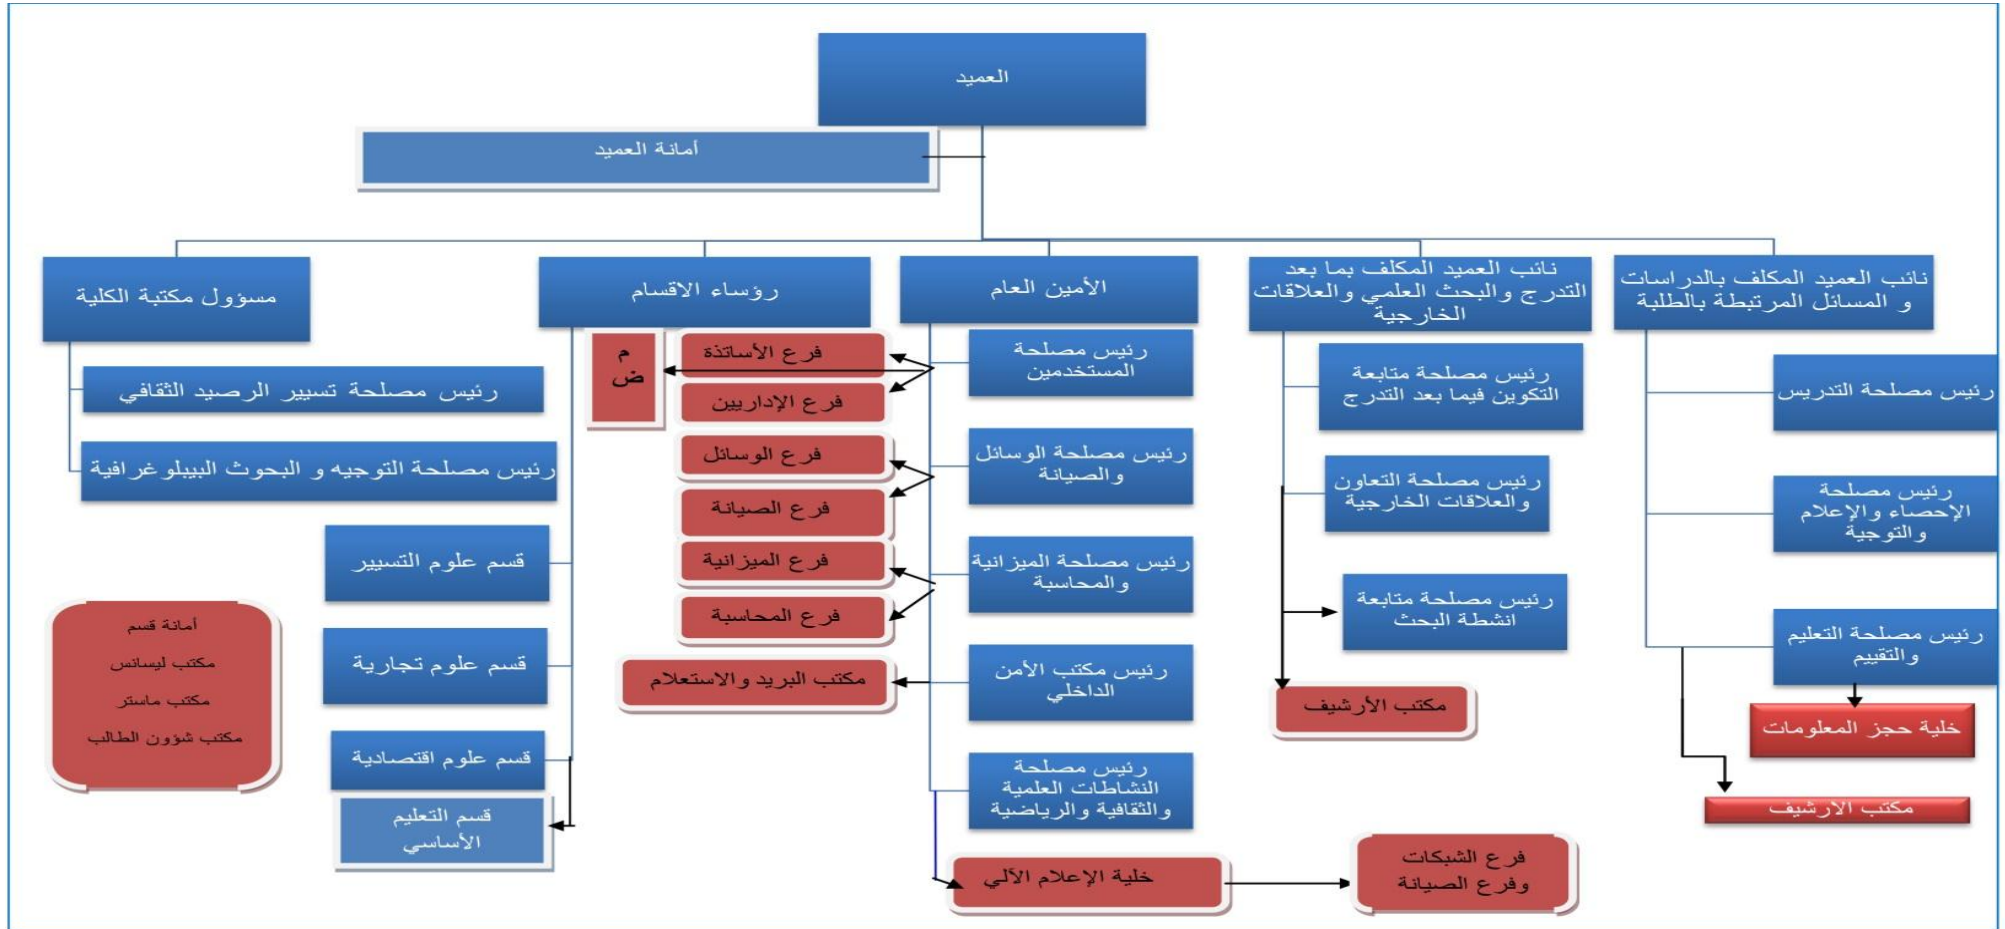 العميد
أمانة العميد
نائب العميد المكلف بالدراسات
و المسائل المرتبطة بالطلبة
نائب العميد المكلف بما بعد
التدرج والبحث العلمي والعلاقات
الخارجية
الأمين العام
رؤساء الاقسام
مسؤول مكتبة الكلية
رئيس مصلحة التدريس
رئيس مصلحة
الإحصاء والإعلام
والتوجية
رئيس مصلحة التعليم
والتقييم
خلية حجز المعلومات
مكتب الارشيف
رئيس مصلحة متابعة
التكوين فيما بعد التدرج
رئيس مصلحة التعاون
والعلاقات الخارجية
رئيس مصلحة متابعة
انشطة البحث
مكتب الأرشيف
رئيس مصلحة
المستخدمين
رئيس مصلحة الوسائل
والصيانة
رئيس مصلحة الميزانية
والمحاسبة
رئيس مكتب الأمن
الداخلي
رئيس مصلحة
النشاطات العلمية
والثقافية والرياضية
خلية الإعلام الآلي
فرع الشبكات
وفرع الصيانة
فرع الأساتذة
فرع الإداريين
م
ض
فرع الوسائل
فرع الصيانة
فرع الميزانية
فرع المحاسبة
مكتب البريد والاستعلام
قسم علوم التسيير
قسم علوم تجارية
قسم علوم اقتصادية
قسم التعليم
الأساسي
رئيس مصلحة تسيير الرصيد الثقافي
رئيس مصلحة التوجيه و البحوث البيبلوغرافية
أمانة قسم
مكتب ليسانس
مكتب ماستر
مكتب شؤون الطالب